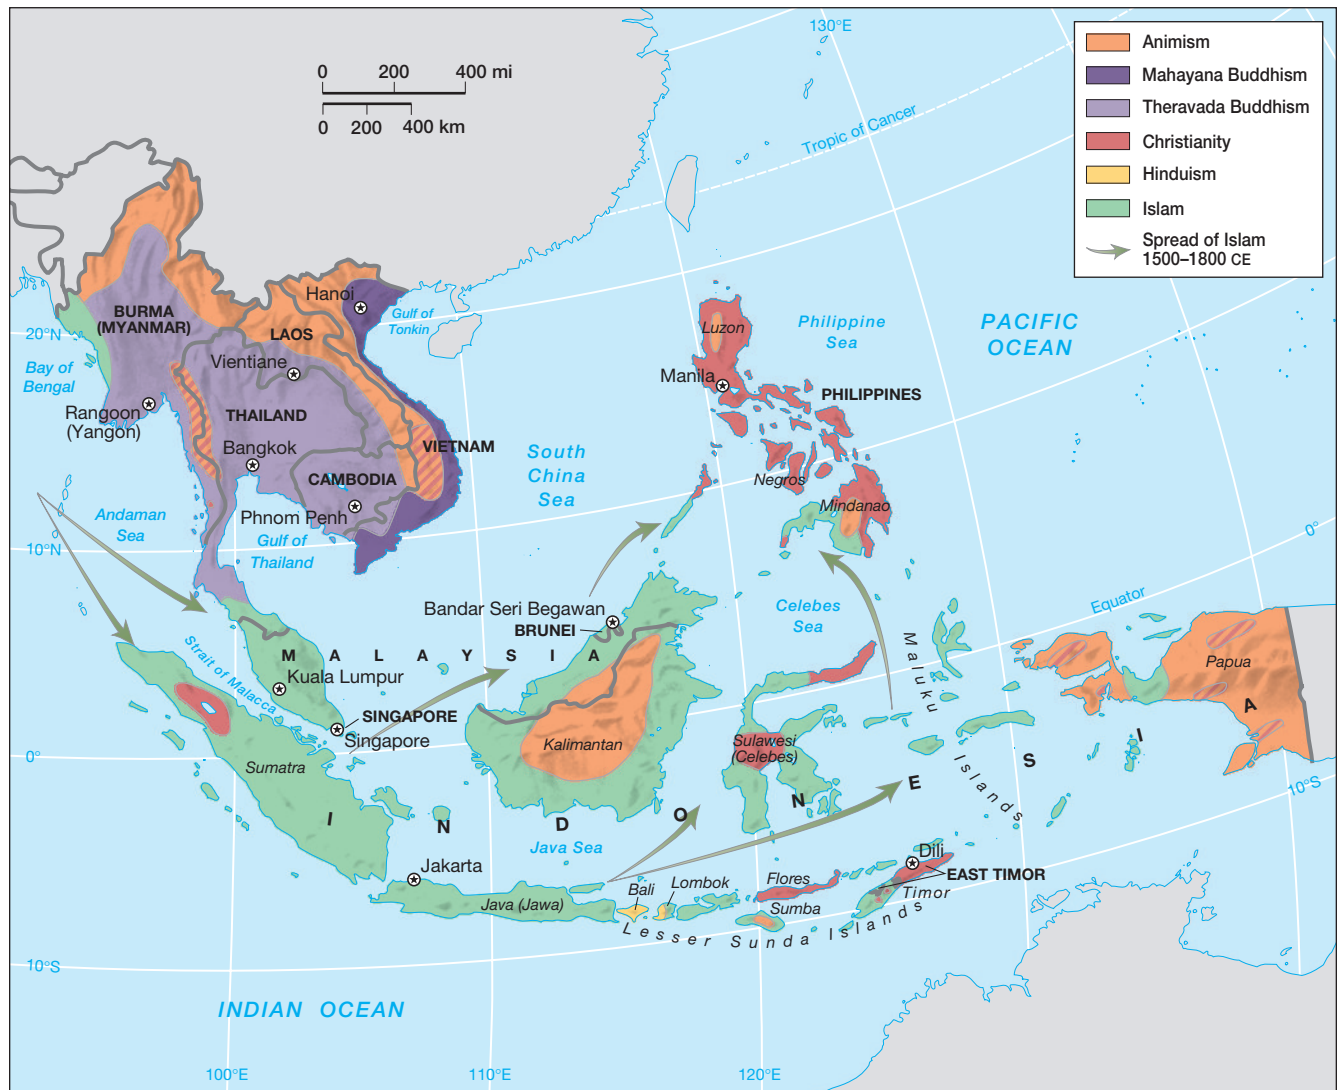 130°E
0 200 400 mi
0 200 400 km
Animism
Mahayana Buddhism
Theravada Buddhism
Christianity
Hinduism
Islam
Spread of Islam
1500–1800 CE
Tropic of Cancer
Hanoi
Gulf of
Tonkin
BURMA
(MYANMAR)
LAOS
20°N
Vientiane
Bay of
Bengal
Luzon
Philippine
Sea
PACIFIC
OCEAN
Manila
PHILIPPINES
Rangoon
(Yangon)
THAILAND
Bangkok
VIETNAM
CAMBODIA
South
China
Sea
Negros
Mindanao
Phnom Penh
Andaman
Sea
Gulf of
Thailand
10°N
0°
Equator
Bandar Seri Begawan
BRUNEI
Celebes
Sea
MALAYSIA
Strait of Malacca
Kuala Lumpur
Maluku
Islands
Papua
SINGAPORE
Singapore
Kalimantan
Sulawesi
(Celebes)
0°
Sumatra
INDONESIA
10°S
Java Sea
Jakarta
Dili
EAST TIMOR
Timor
Bali
Lombok
Flores
Sumba
Java (Jawa)
Lesser Sunda Islands
10°S
INDIAN OCEAN
100°E
110°E
120°E